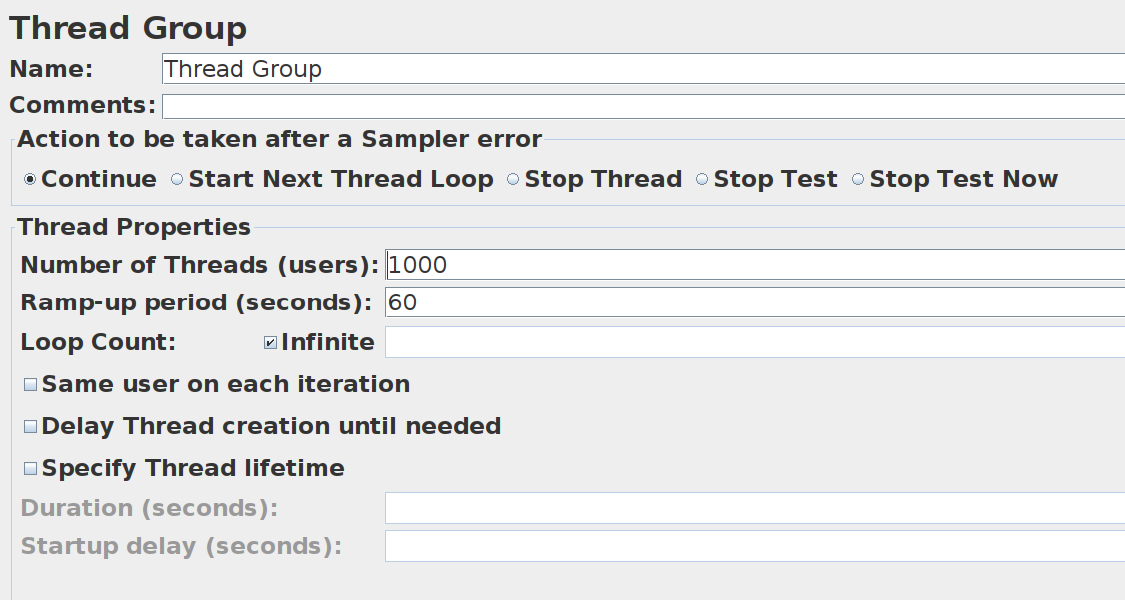 Thread Group
Name: Thread Group
Comments:
Action to be taken after a Sampler error
Continue Start Next Thread Loop Stop Thread Stop Test Stop Test Now
Thread Properties
Number of Threads (users): 1000
Ramp-up period (seconds): 60
Loop Count: Infinite
Same user on each iteration
Delay Thread creation until needed
Specify Thread lifetime
Duration (seconds):
Startup delay (seconds):